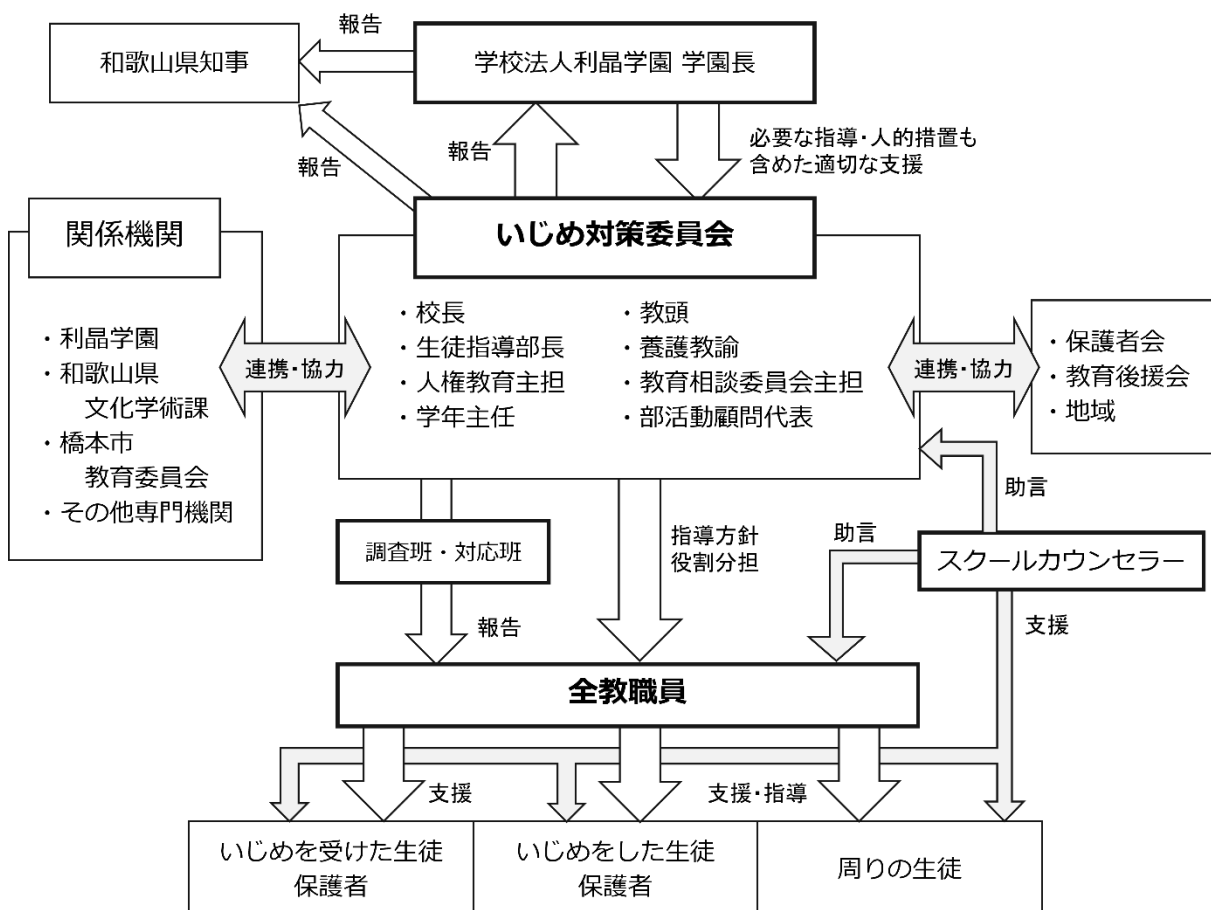 報告
和歌山県知事
学校法人利晶学園 学園長
報告
報告
必要な指導・人的措置も
含めた適切な支援
関係機関
・利晶学園
・和歌山県
文化学術課
・橋本市
教育委員会
・その他専門機関
連携・協力
いじめ対策委員会
・校長
・生徒指導部長
・人権教育主担
・学年主任
・教頭
・養護教諭
・教育相談委員会主担
・部活動顧問代表
連携・協力
・保護者会
・教育後援会
・地域
助言
調査班・対応班
指導方針
役割分担
助言
スクールカウンセラー
報告
支援
全教職員
支援
支援・指導
いじめを受けた生徒
保護者
いじめをした生徒
保護者
周りの生徒